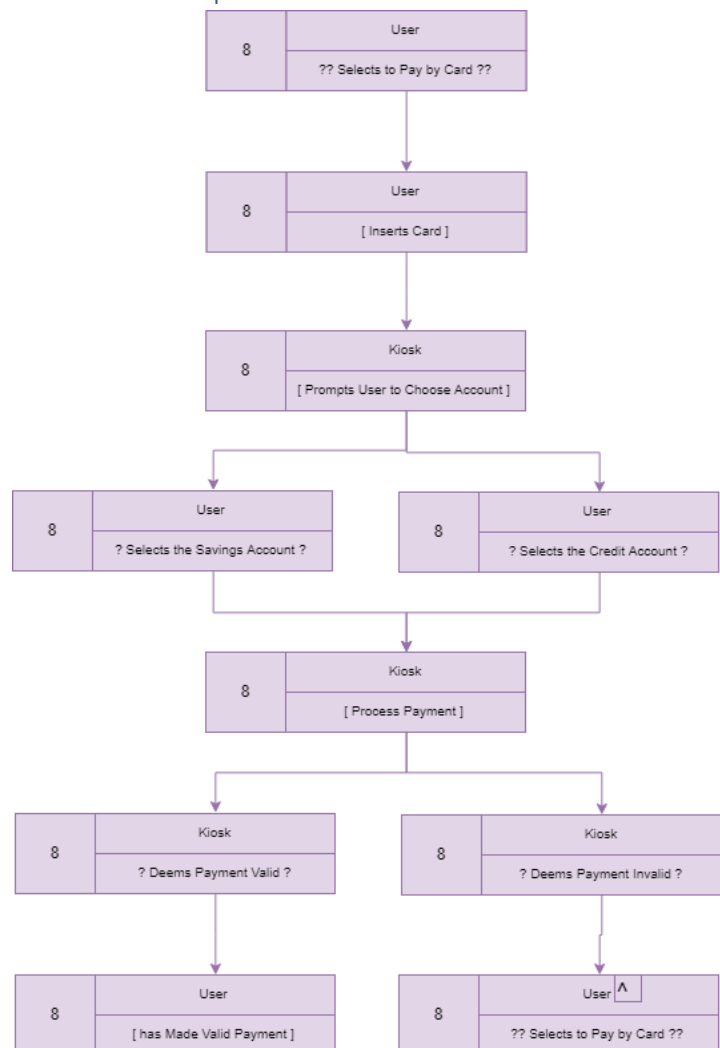 User
8
?? Selects to Pay by Card ??
User
8
[ Inserts Card ]
Kiosk
8
[ Prompts User to Choose Account ]
User
8
? Selects the Savings Account ?
User
8
? Selects the Credit Account ?
Kiosk
8
[ Process Payment ]
Kiosk
8
? Deems Payment Valid ?
Kiosk
8
? Deems Payment Invalid ?
User
8
[ has Made Valid Payment ]
User ^
8
?? Selects to Pay by Card ??